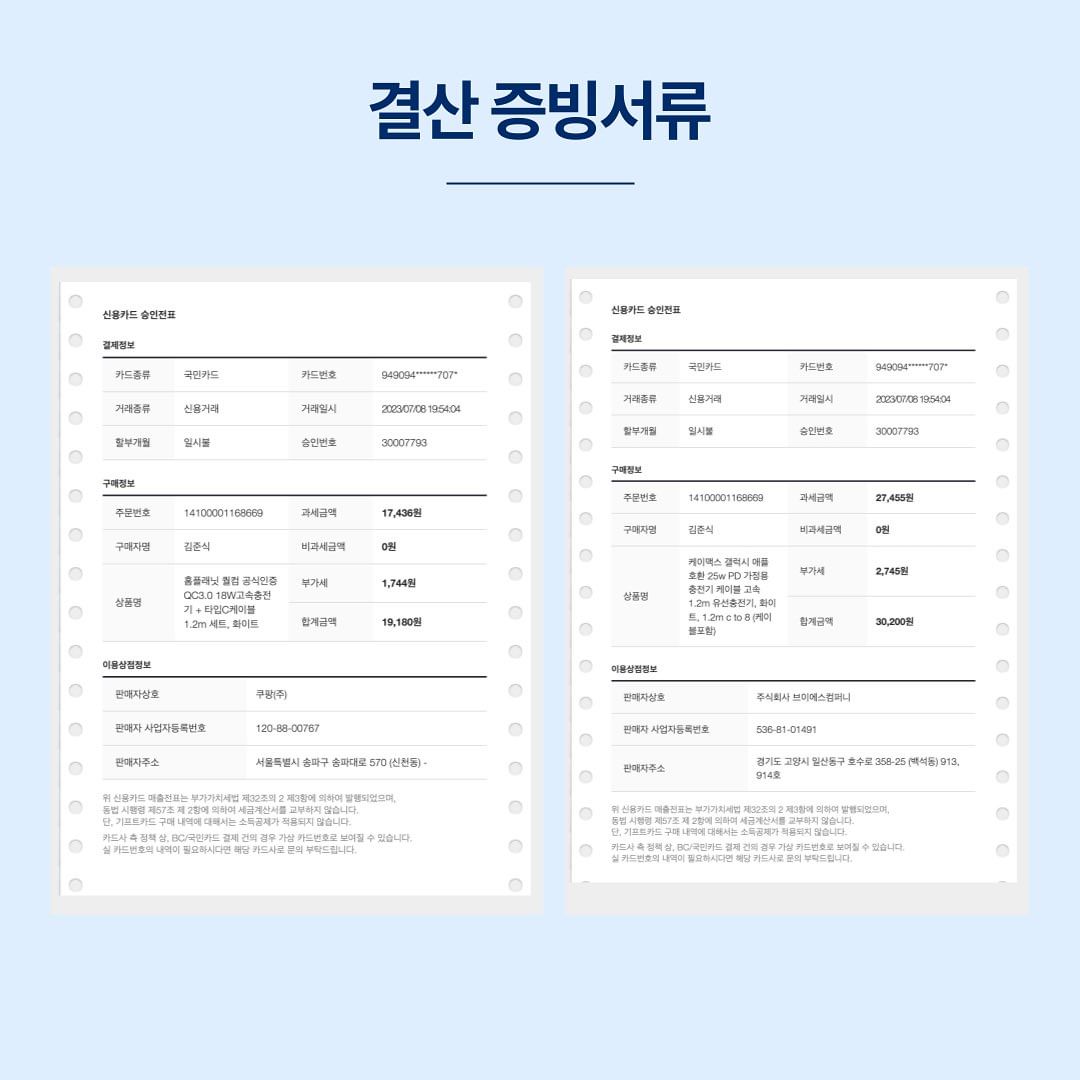 결산 증빙서류
신용카드 승인전표
결제정보
카드종류 국민카드 카드번호 949094******707*
거래종류 신용거래 거래일시 2023/07/08 19:54:04
할부개월 일시불 승인번호 30007793
구매정보
주문번호 14100001168669 과세금액 17,436원
구매자명 김준식 비과세금액 0원
상품명
홈플래닛 퀄컴 공식인증
QC3.0 18W고속충전
기 + 타입C케이블
1.2m 세트, 화이트
부가세 1,744원
합계금액 19,180원
이용상점정보
판매자상호 쿠팡(주)
판매자 사업자등록번호 120-88-00767
판매자주소 서울특별시 송파구 송파대로 570 (신천동) -
위 신용카드 매출전표는 부가가치세법 제32조의 2 제3항에 의하여 발행되었으며,
동법 시행령 제57조 제 2항에 의하여 세금계산서를 교부하지 않습니다.
단, 기프트카드 구매 내역에 대해서는 소득공제가 적용되지 않습니다.
카드사 측 정책 상, BC/국민카드 결제 건의 경우 가상 카드번호로 보여질 수 있습니다.
실 카드번호의 내역이 필요하시다면 해당 카드사로 문의 부탁드립니다.
신용카드 승인전표
결제정보
카드종류 국민카드 카드번호 949094******707*
거래종류 신용거래 거래일시 2023/07/08 19:54:04
할부개월 일시불 승인번호 30007793
구매정보
주문번호 14100001168669 과세금액 27,455원
구매자명 김준식 비과세금액 0원
상품명
케이맥스 갤럭시 애플
호환 25w PD 가정용
충전기 케이블 고속
1.2m 유선충전기, 화이
트, 1.2m c to 8 (케이
블포함)
부가세 2,745원
합계금액 30,200원
이용상점정보
판매자상호 주식회사 브이에스컴퍼니
판매자 사업자등록번호 536-81-01491
판매자주소 경기도 고양시 일산동구 호수로 358-25 (백석동) 913,
914호
위 신용카드 매출전표는 부가가치세법 제32조의 2 제3항에 의하여 발행되었으며,
동법 시행령 제57조 제 2항에 의하여 세금계산서를 교부하지 않습니다.
단, 기프트카드 구매 내역에 대해서는 소득공제가 적용되지 않습니다.
카드사 측 정책 상, BC/국민카드 결제 건의 경우 가상 카드번호로 보여질 수 있습니다.
실 카드번호의 내역이 필요하시다면 해당 카드사로 문의 부탁드립니다.